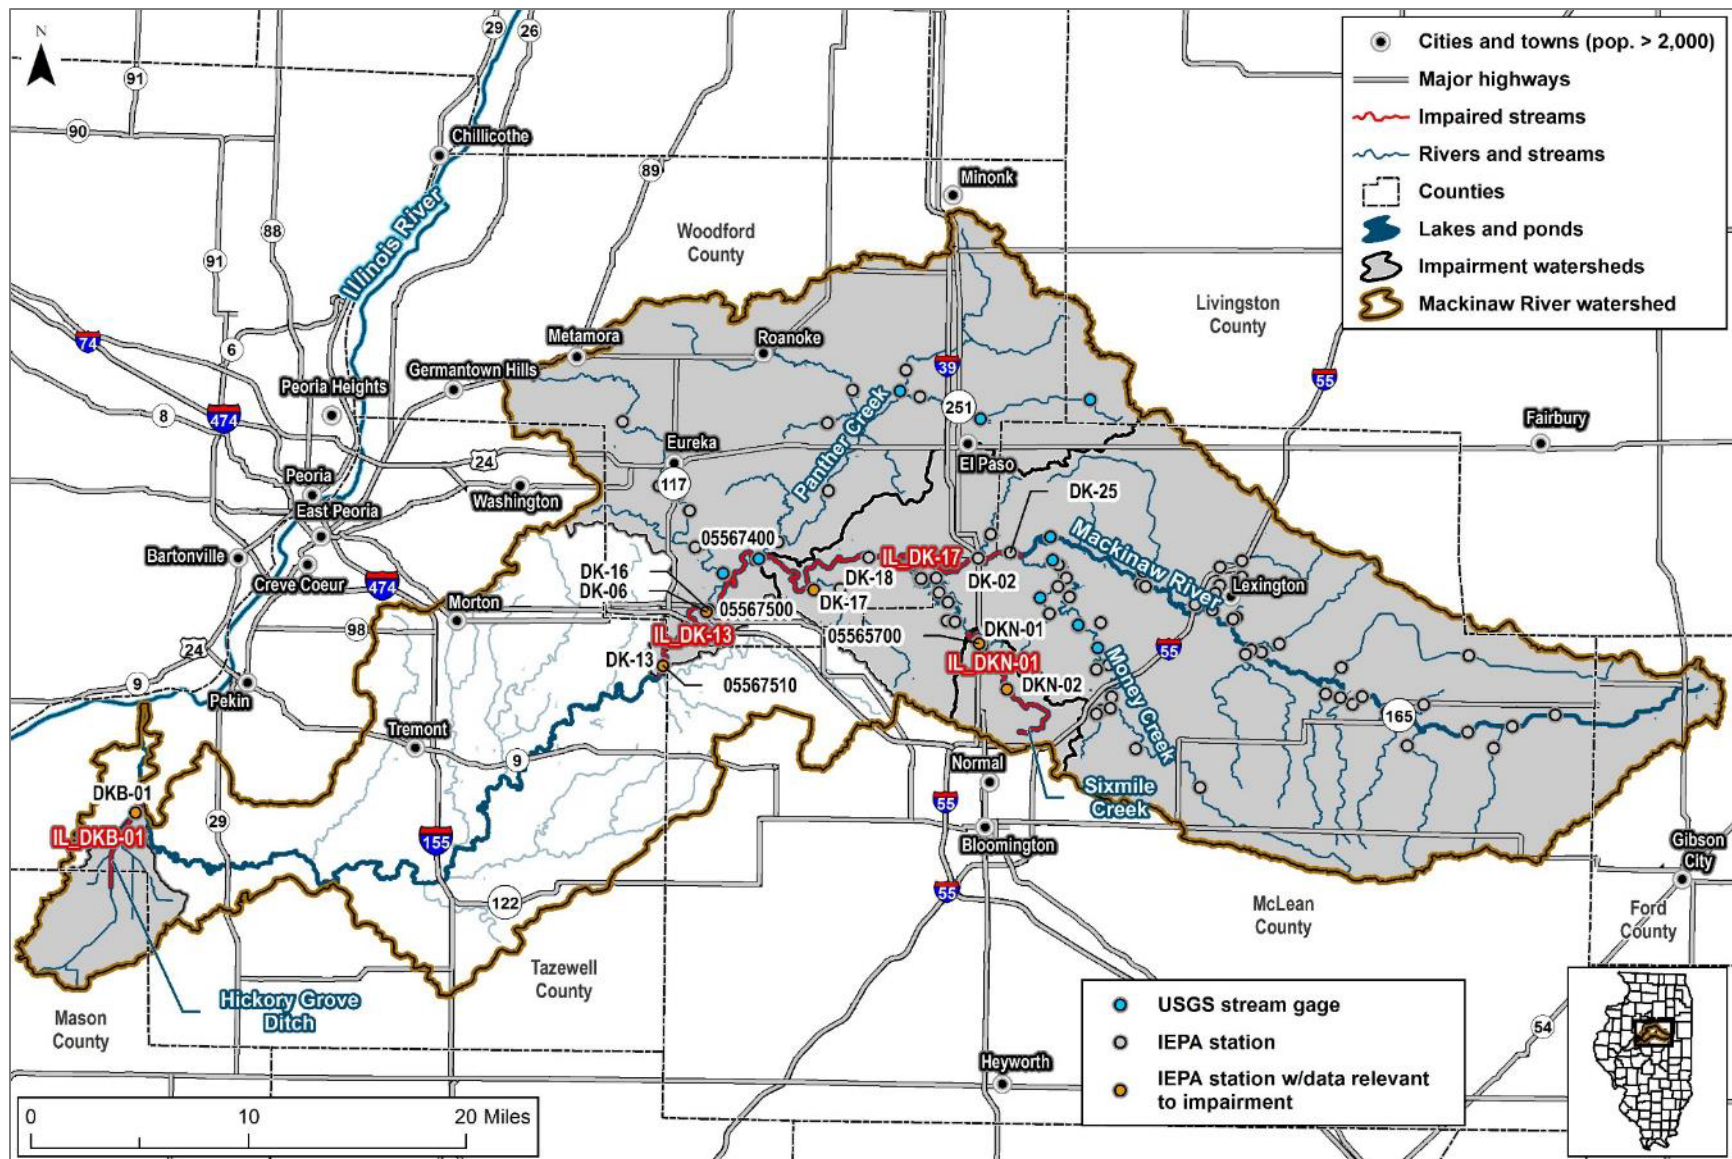 N
29
26
91
90
Chillicothe
89
Minonk
Illinois River
Woodford
County
88
91
Livingston
County
74
6
Metamora
Roanoke
39
55
Germantown Hills
Peoria Heights
8
474
Panther Creek
251
Fairbury
Eureka
El Paso
24
117
Peoria
Washington
DK-25
East Peoria
05567400
Mackinaw River
Bartonville
IL_DK-17
DK-16
DK-06
DK-18
DK-02
Creve Coeur
474
DK-17
Lexington
Morton
05567500
98
IL_DK-13
05565700
DKN-01
24
55
DK-13
IL_DKN-01
Money Creek
9
05567510
DKN-02
Pekin
165
Tremont
9
Normal
Sixmile
Creek
DKB-01
55
29
IL_DKB-01
155
Bloomington
Gibson
City
55
122
McLean
County
Ford
County
Tazewell
County
Hickory Grove
Ditch
Mason
County
54
Heyworth
Cities and towns (pop. > 2,000)
Major highways
Impaired streams
Rivers and streams
Counties
Lakes and ponds
Impairment watersheds
Mackinaw River watershed
USGS stream gage
IEPA station
IEPA station w/data relevant
to impairment
0 10 20 Miles